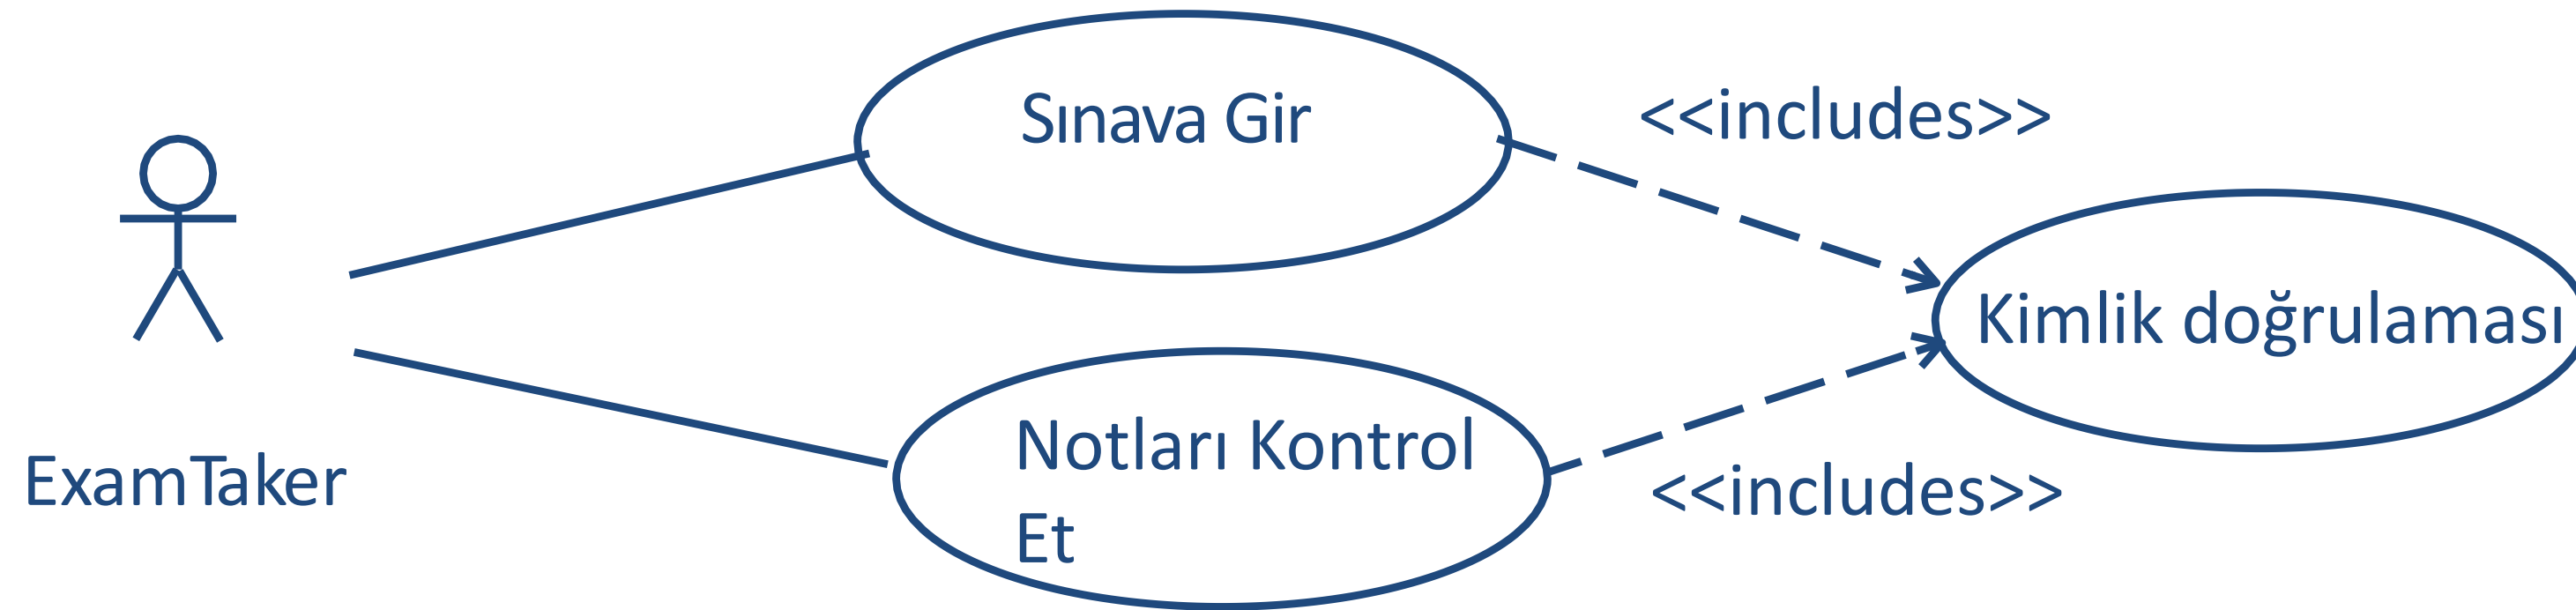 Sınava Gir
<<includes>>
Kimlik doğrulaması
ExamTaker
Notları Kontrol
Et
<<includes>>